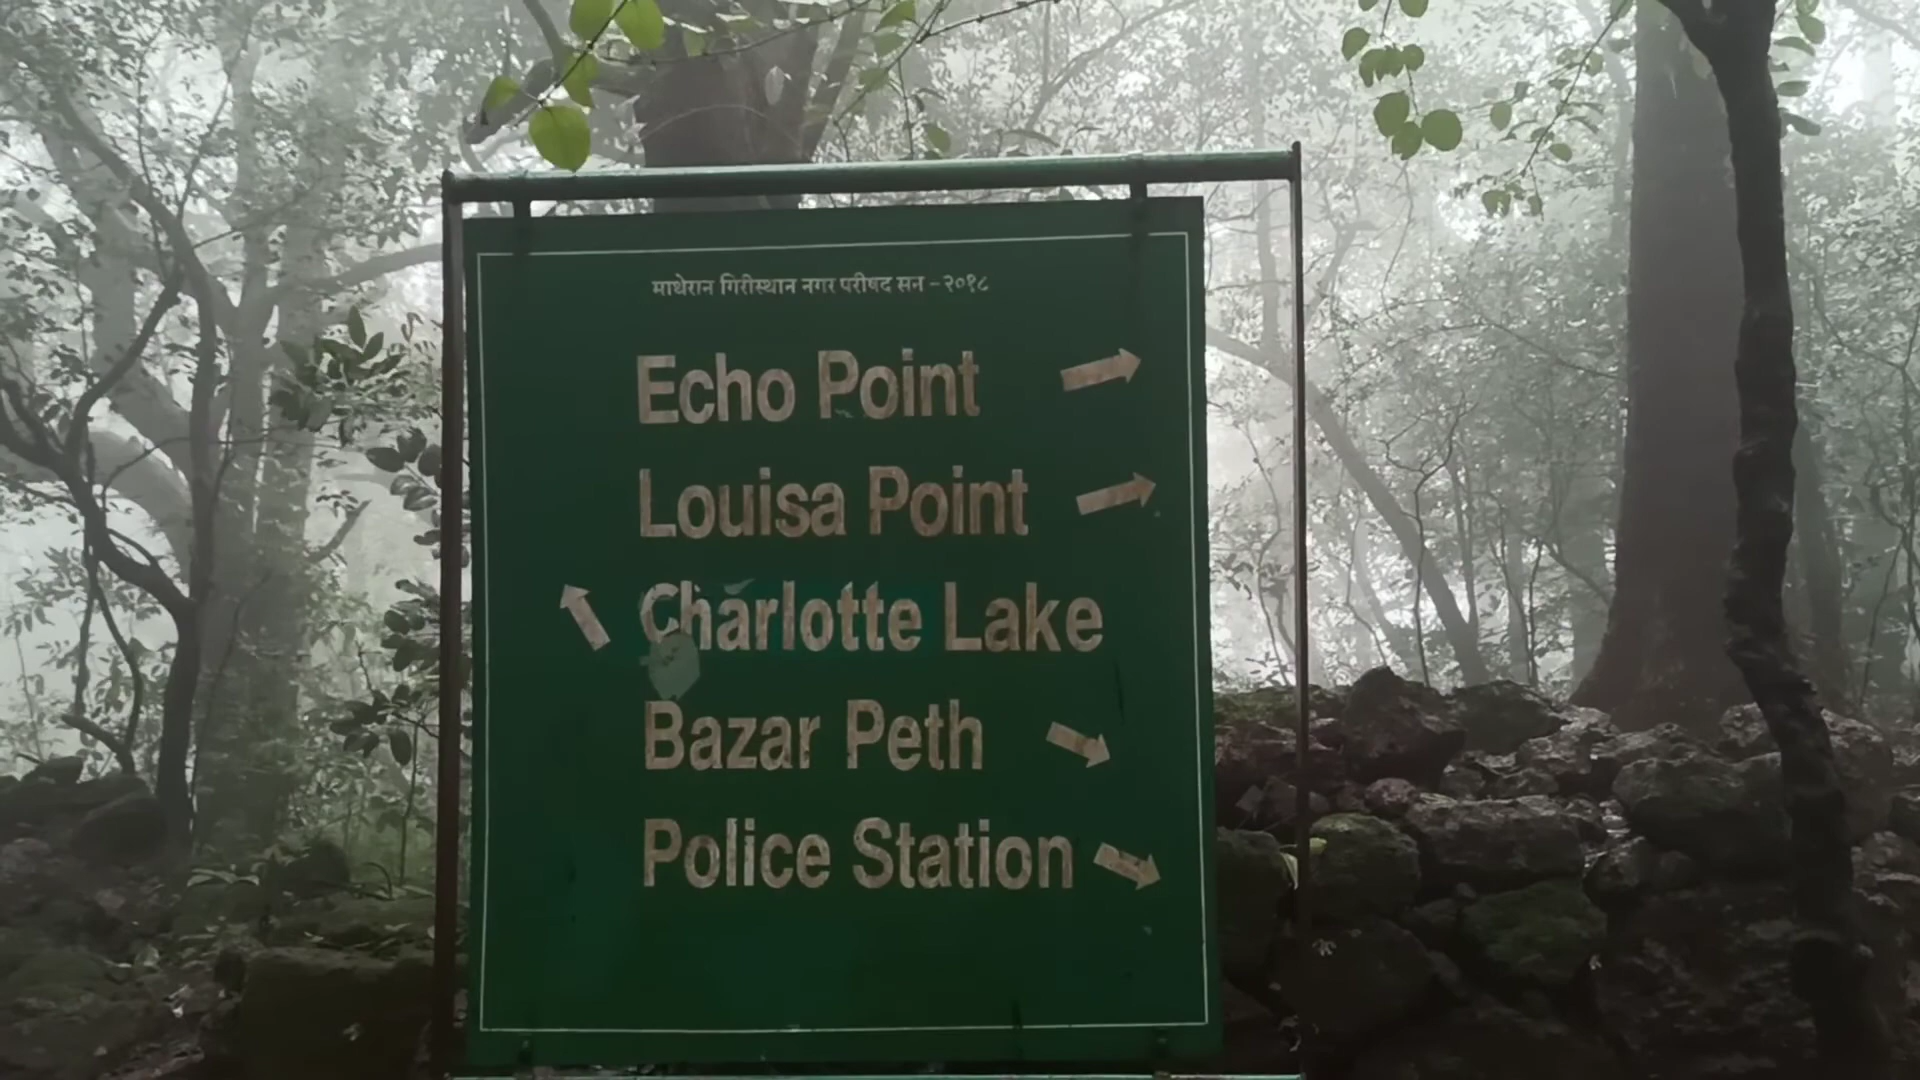 माथेरान गिरीस्थान नगर परीषद सन - २०१८
Echo Point
Louisa Point
Charlotte Lake
Bazar Peth
Police Station